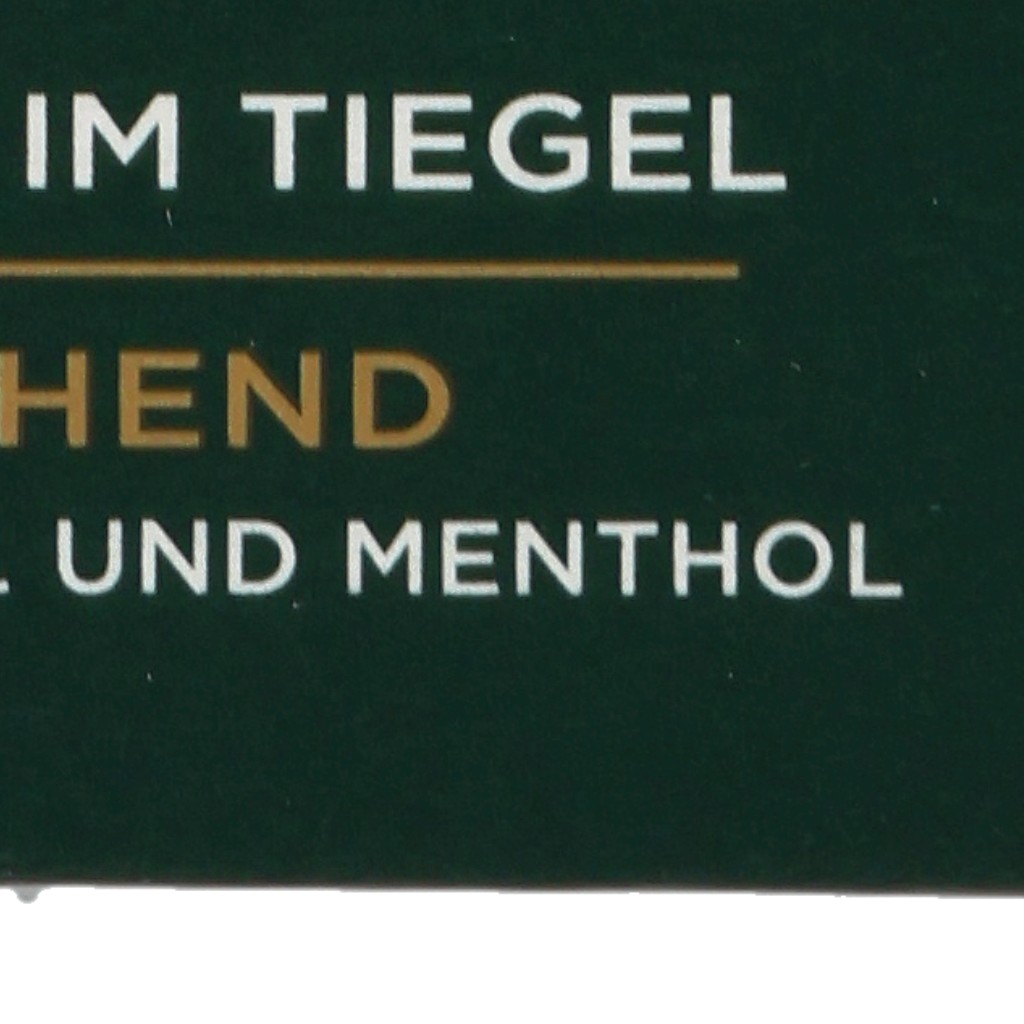 IM TIEGEL
HEND
UND MENTHOL